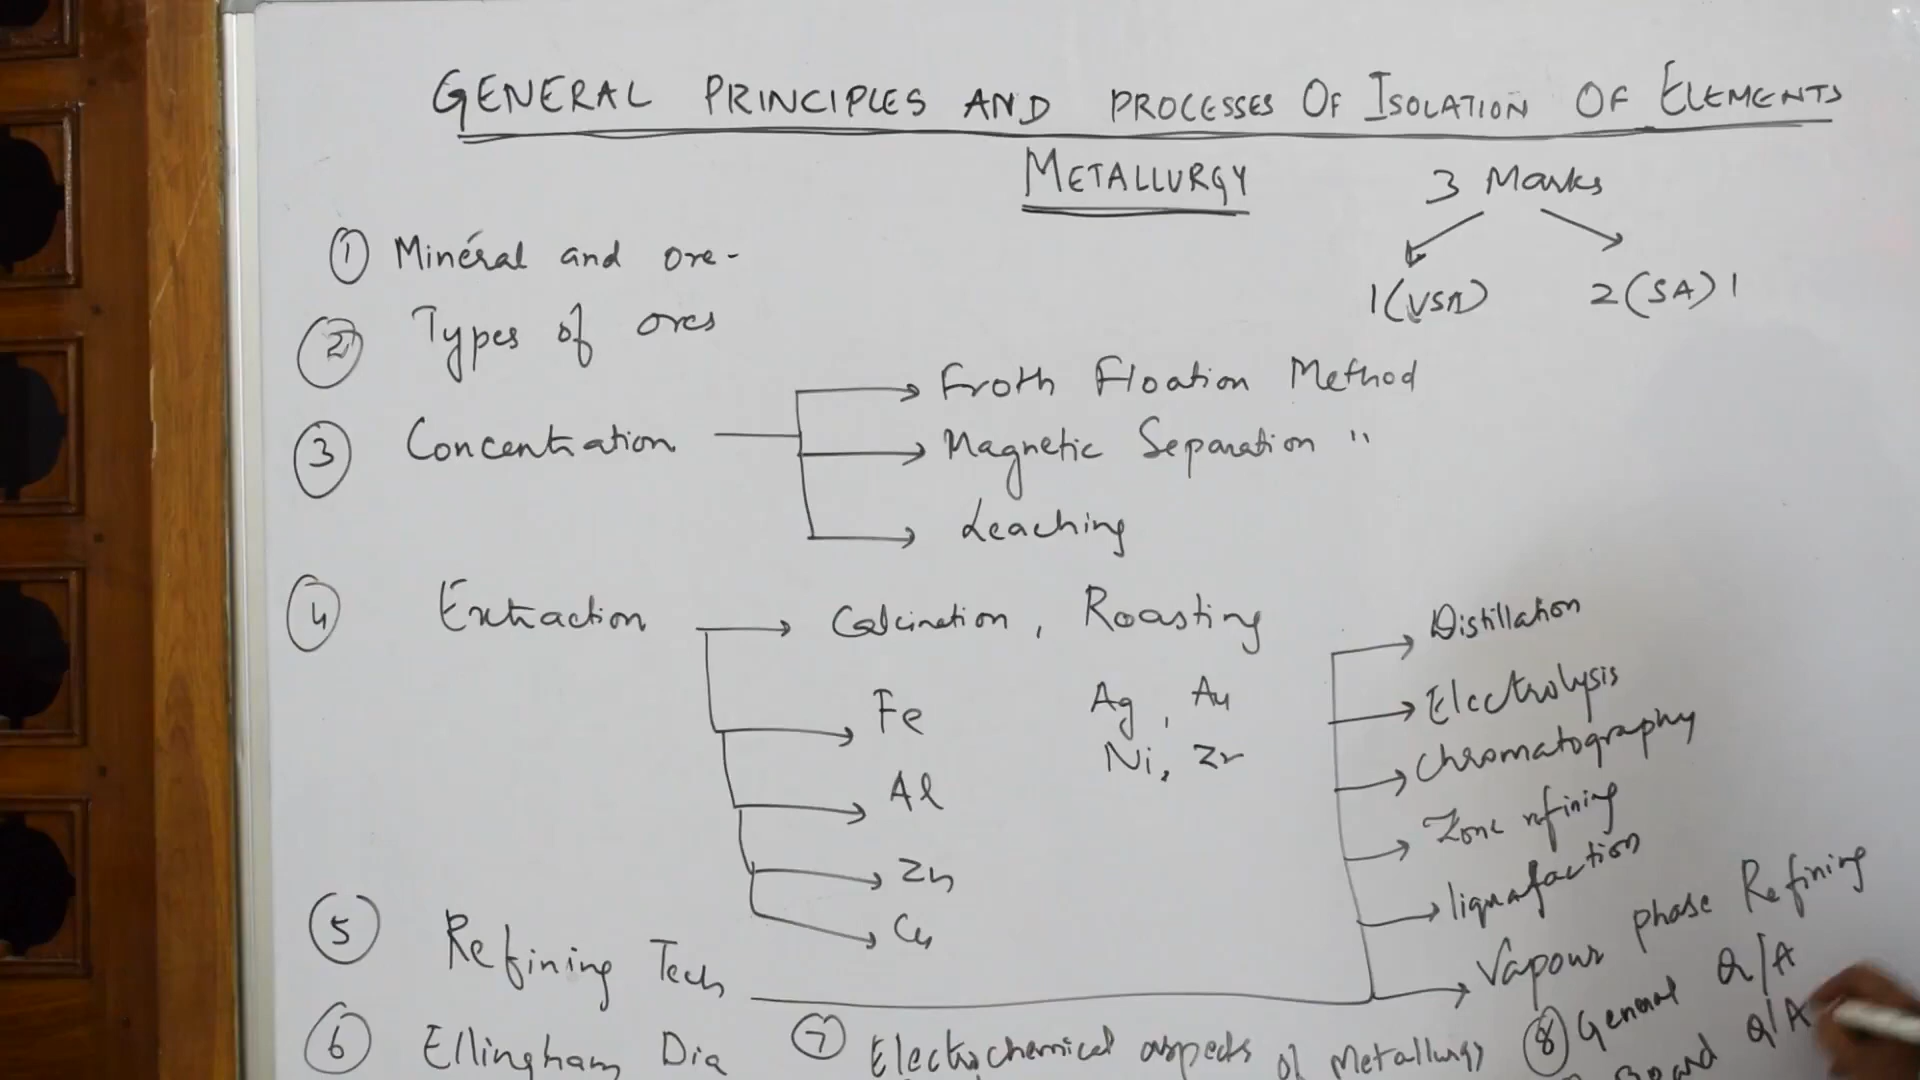 GENERAL PRINCIPLES AND PROCESSES OF ISOLATION OF ELEMENTS
METALLURGY
3 Marks
1(VSA) 2(SA) 1
① Mineral and ore-
② Types of ores
③ Concentration
Froth Floation Method
Magnetic Separation "
Leaching
④ Extraction
Calcination, Roasting
Fe
Al
Zn
Cu
Ag, Au
Ni, Zr
⑤ Refining Tech
Distillation
Electrolysis
Chromatography
Zone refining
liquafaction
Vapour phase Refining
⑥ Ellingham Dia
⑦ Electrochemical aspects of Metallurgy
⑧ General Q/A
Board Q/A